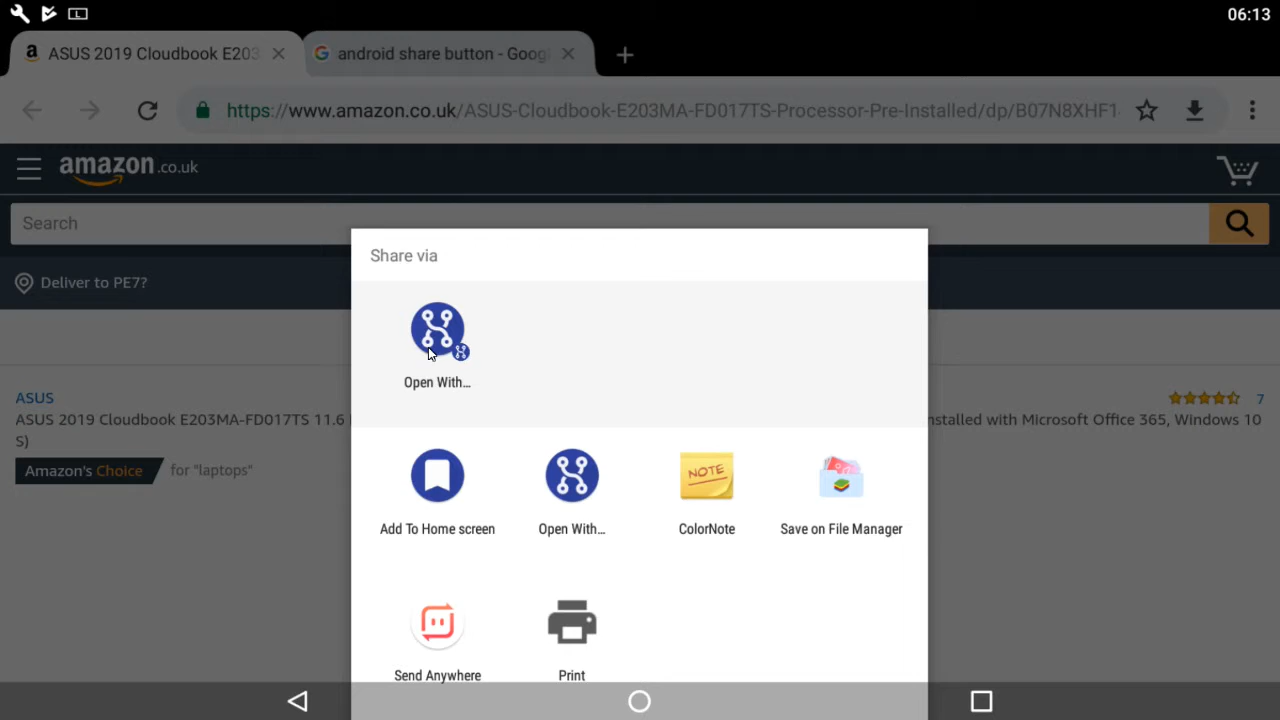 L
06:13
a ASUS 2019 Cloudbook E203
android share button - Goog
https://www.amazon.co.uk/ASUS-Cloudbook-E203MA-FD017TS-Processor-Pre-Installed/dp/B07N8XHF1
amazon.co.uk
Search
Deliver to PE7?
Share via
Open With...
ASUS
7
ASUS 2019 Cloudbook E203MA-FD017TS 11.6
nstalled with Microsoft Office 365, Windows 10
S)
Amazon's Choice for "laptops"
NOTE
Add To Home screen
Open With...
ColorNote
Save on File Manager
Send Anywhere
Print